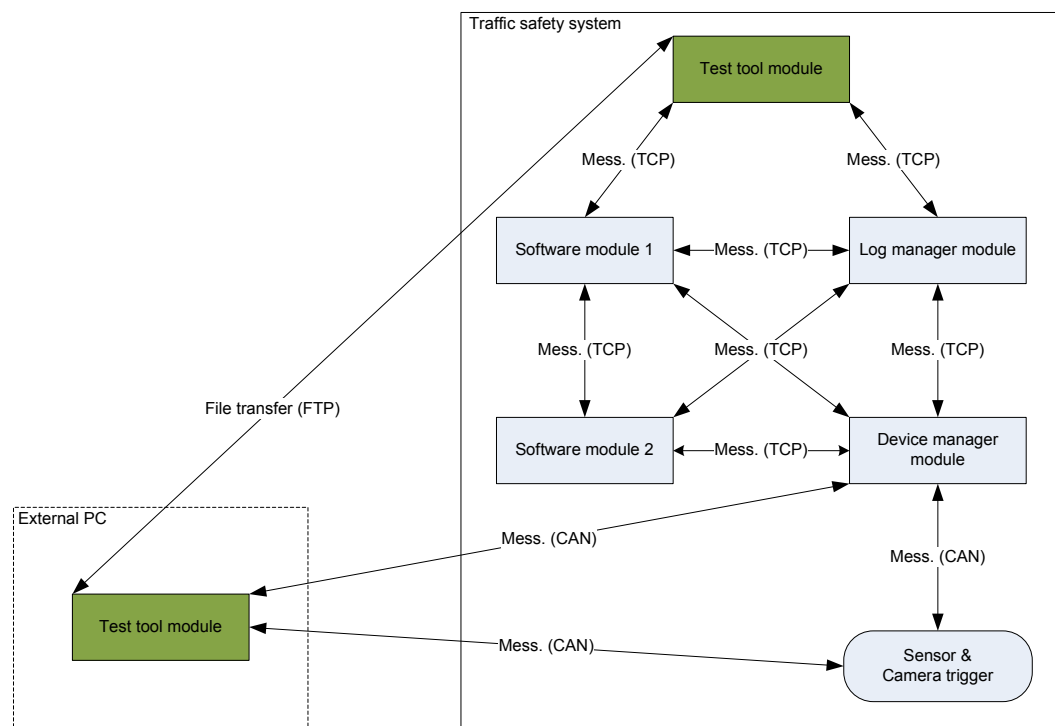 Traffic safety system
Test tool module
Mess. (TCP)
Mess. (TCP)
Software module 1
Mess. (TCP)
Log manager module
Mess. (TCP)
Mess. (TCP)
Mess. (TCP)
File transfer (FTP)
Software module 2
Mess. (TCP)
Device manager
module
External PC
Mess. (CAN)
Mess. (CAN)
Test tool module
Mess. (CAN)
Sensor &
Camera trigger